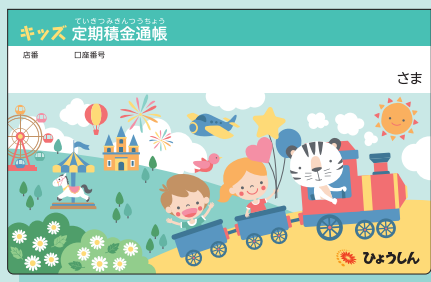 ていきつみきんつうちょう
キッズ 定期積金通帳
店番 口座番号
さま
ひょうしん